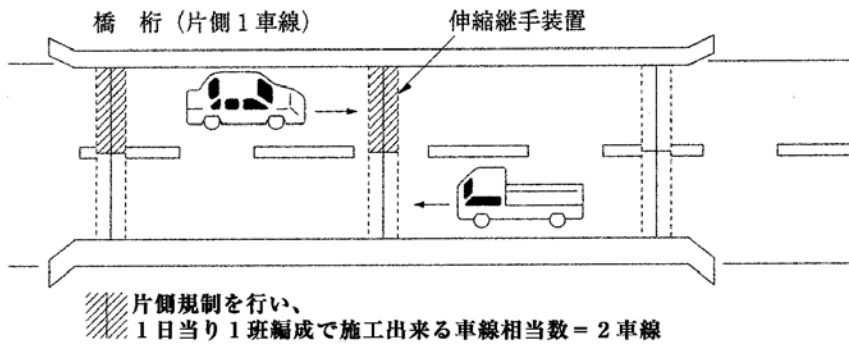 橋 桁 (片側1車線)
伸縮継手装置
片側規制を行い、
1日当り1班編成で施工出来る車線相当数=2車線